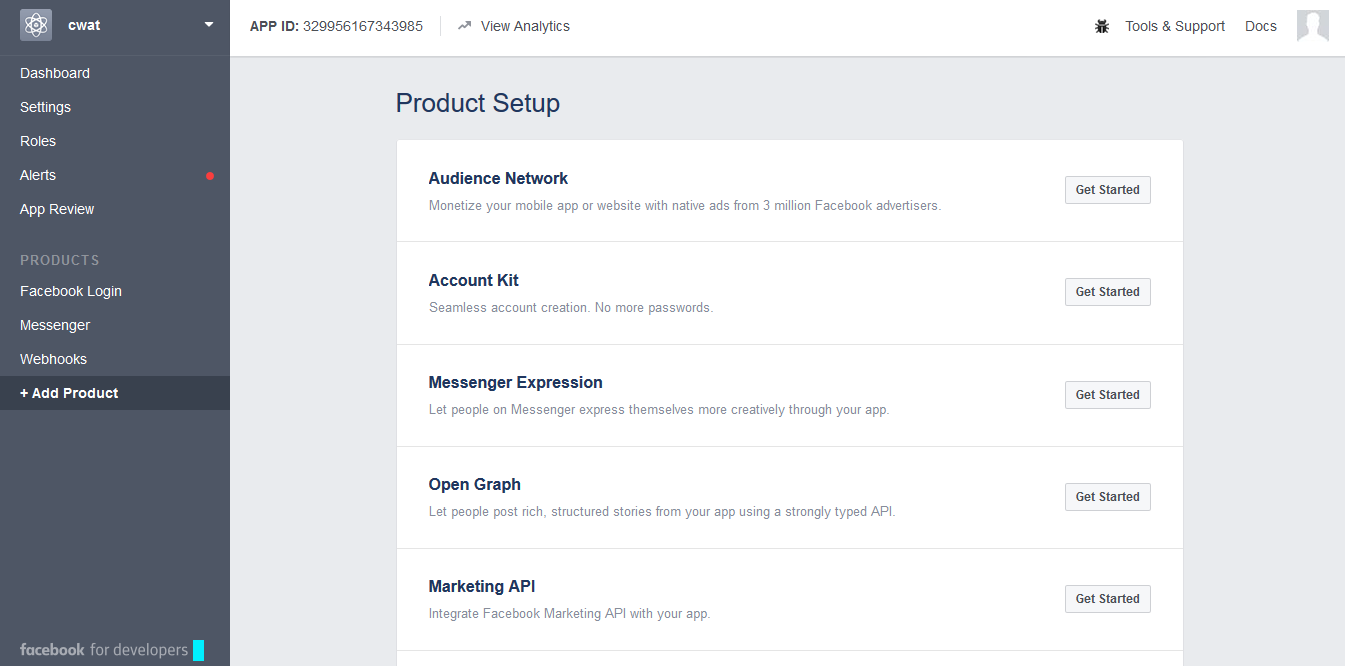 cwat
APP ID: 329956167343985
View Analytics
Tools & Support
Docs
Dashboard
Settings
Roles
Alerts
App Review
PRODUCTS
Facebook Login
Messenger
Webhooks
+ Add Product
facebook for developers
Product Setup
Audience Network
Monetize your mobile app or website with native ads from 3 million Facebook advertisers.
Get Started
Account Kit
Seamless account creation. No more passwords.
Get Started
Messenger Expression
Let people on Messenger express themselves more creatively through your app.
Get Started
Open Graph
Let people post rich, structured stories from your app using a strongly typed API.
Get Started
Marketing API
Integrate Facebook Marketing API with your app.
Get Started